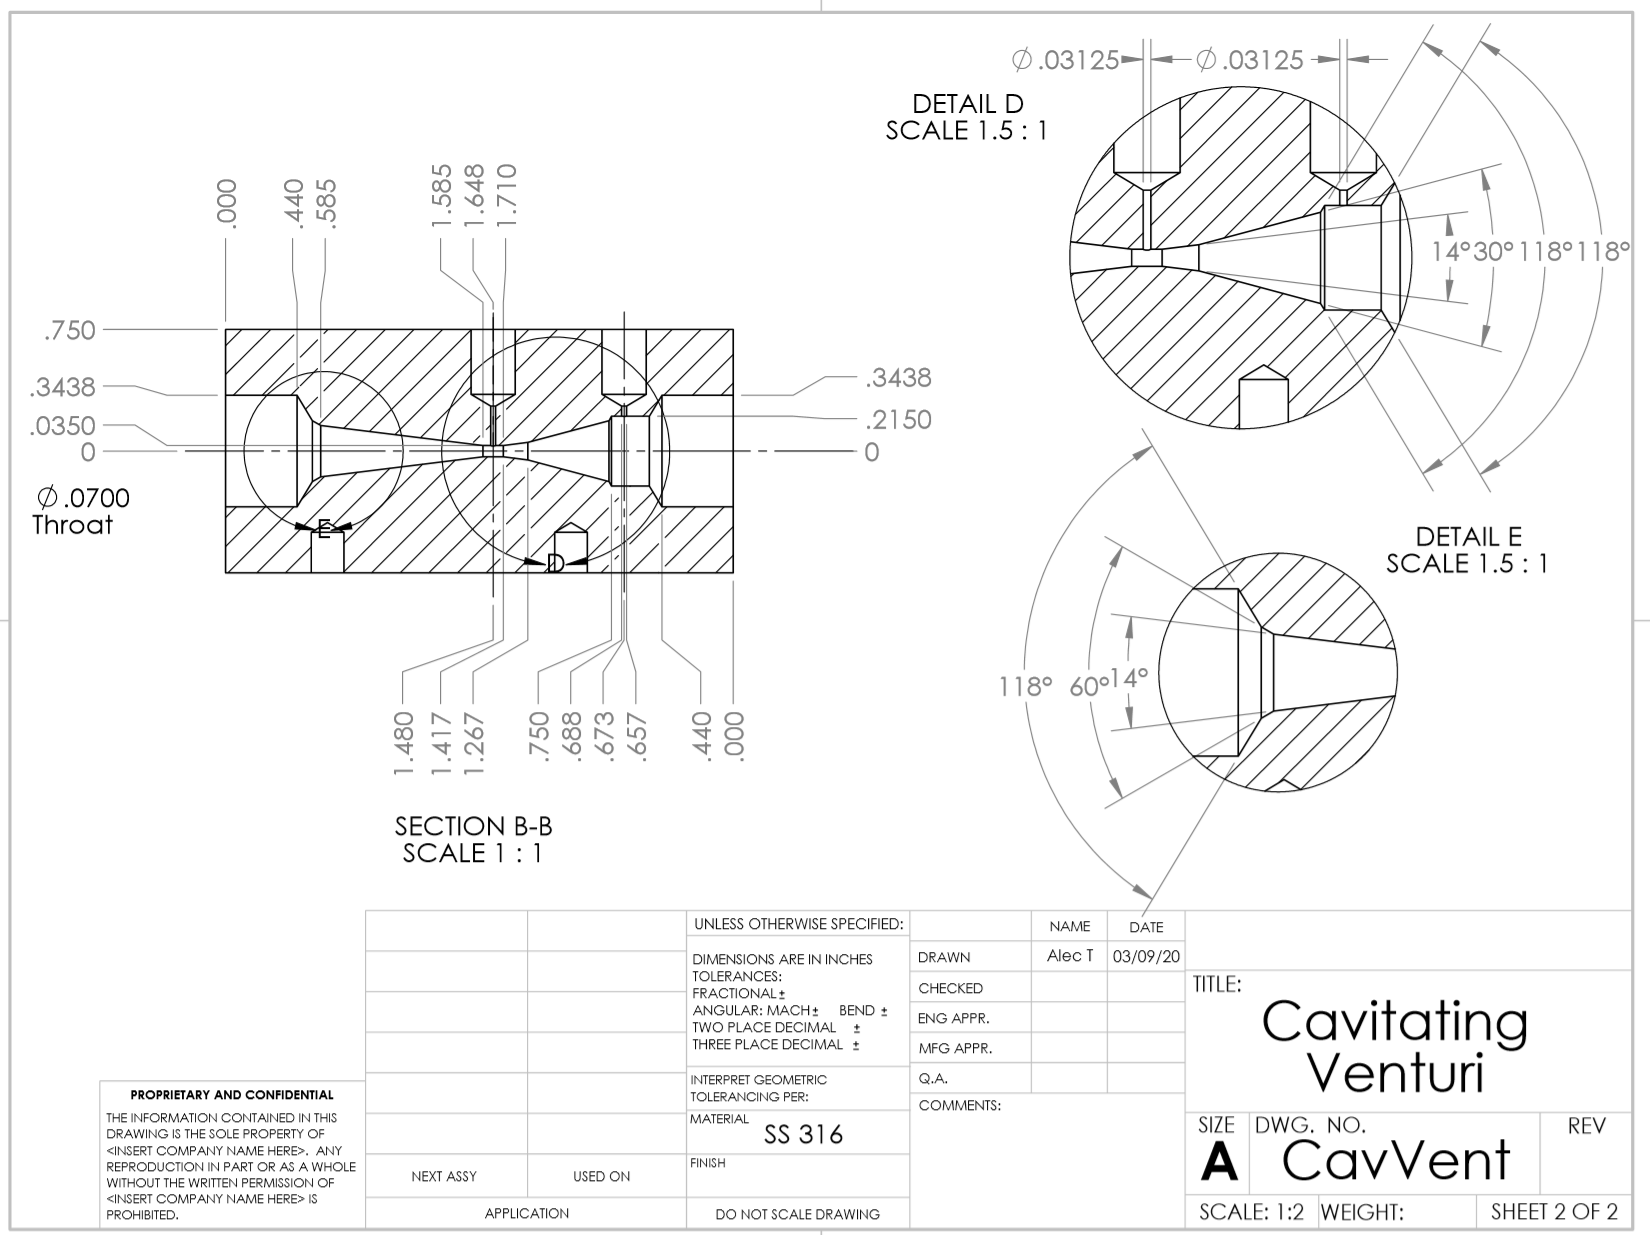 ∅ .03125
∅ .03125
DETAIL D
SCALE 1.5 : 1
14°
30°
118°
118°
.000
.440
.585
1.585
1.648
1.710
.750
.3438
.0350
0
∅ .0700
Throat
.3438
.2150
0
E
D
1.480
1.417
1.267
.750
.688
.673
.657
.440
.000
SECTION B-B
SCALE 1 : 1
DETAIL E
SCALE 1.5 : 1
118°
60°
14°
PROPRIETARY AND CONFIDENTIAL
THE INFORMATION CONTAINED IN THIS
DRAWING IS THE SOLE PROPERTY OF
<INSERT COMPANY NAME HERE>. ANY
REPRODUCTION IN PART OR AS A WHOLE
WITHOUT THE WRITTEN PERMISSION OF
<INSERT COMPANY NAME HERE> IS
PROHIBITED.
NEXT ASSY
USED ON
APPLICATION
UNLESS OTHERWISE SPECIFIED:
DIMENSIONS ARE IN INCHES
TOLERANCES:
FRACTIONAL ±
ANGULAR: MACH ± BEND ±
TWO PLACE DECIMAL ±
THREE PLACE DECIMAL ±
INTERPRET GEOMETRIC
TOLERANCING PER:
MATERIAL
SS 316
FINISH
DO NOT SCALE DRAWING
NAME
DATE
DRAWN
Alec T
03/09/20
CHECKED
ENG APPR.
MFG APPR.
Q.A.
COMMENTS:
TITLE:
Cavitating
Venturi
SIZE
A
DWG. NO.
CavVent
REV
SCALE: 1:2
WEIGHT:
SHEET 2 OF 2